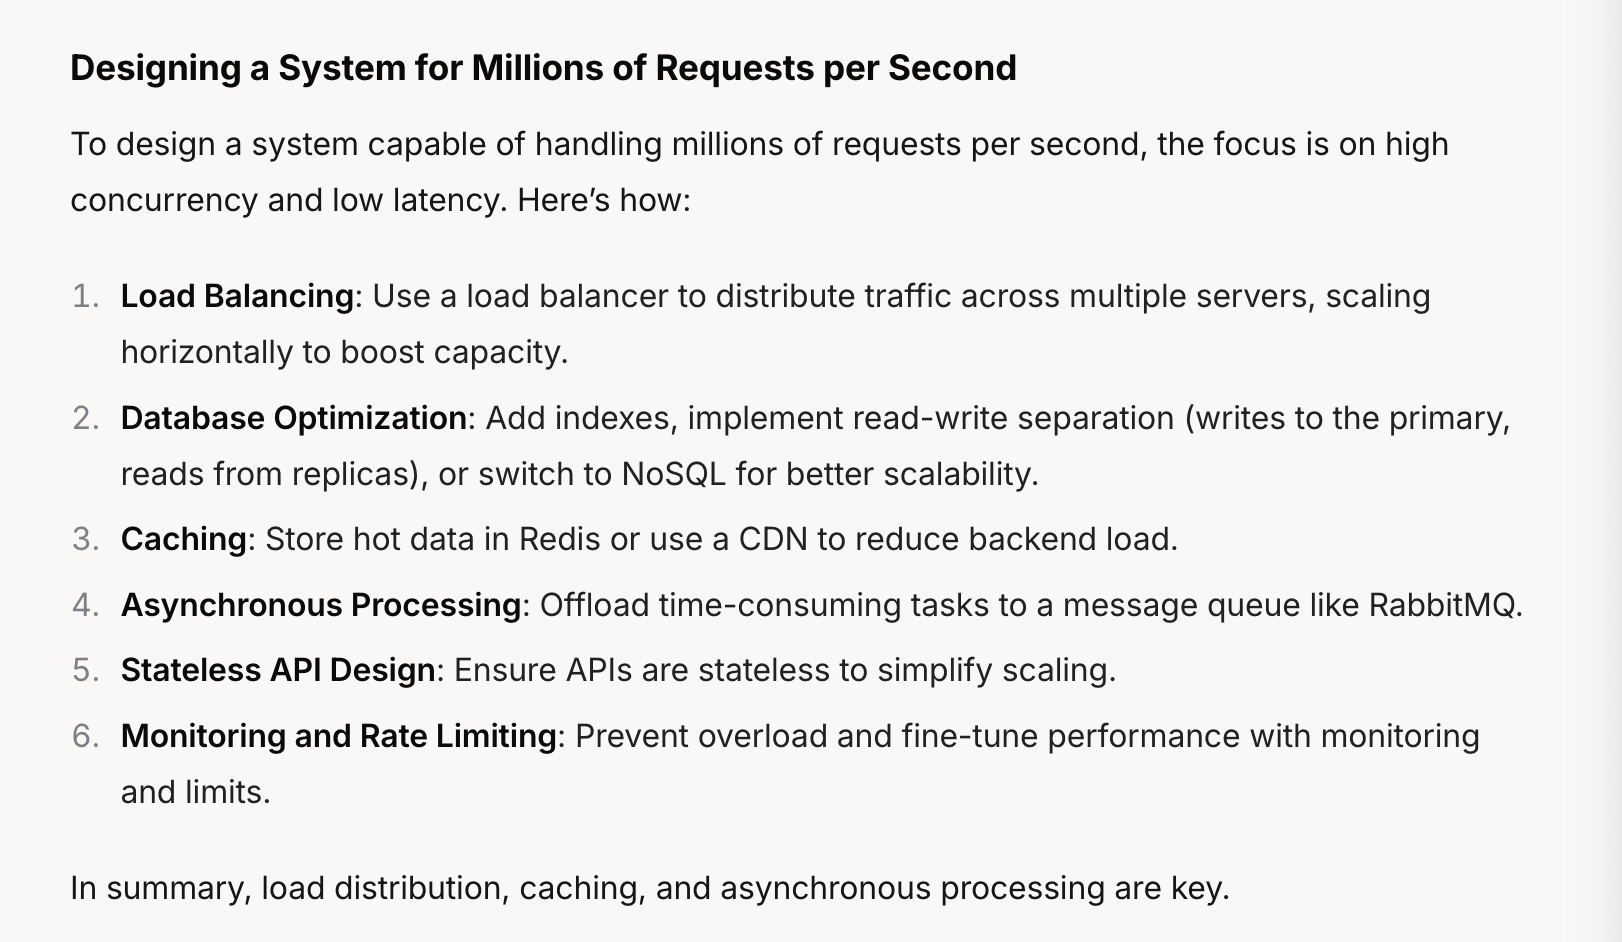 Designing a System for Millions of Requests per Second
To design a system capable of handling millions of requests per second, the focus is on high
concurrency and low latency. Here’s how:
1. Load Balancing: Use a load balancer to distribute traffic across multiple servers, scaling
horizontally to boost capacity.
2. Database Optimization: Add indexes, implement read-write separation (writes to the primary,
reads from replicas), or switch to NoSQL for better scalability.
3. Caching: Store hot data in Redis or use a CDN to reduce backend load.
4. Asynchronous Processing: Offload time-consuming tasks to a message queue like RabbitMQ.
5. Stateless API Design: Ensure APIs are stateless to simplify scaling.
6. Monitoring and Rate Limiting: Prevent overload and fine-tune performance with monitoring
and limits.
In summary, load distribution, caching, and asynchronous processing are key.